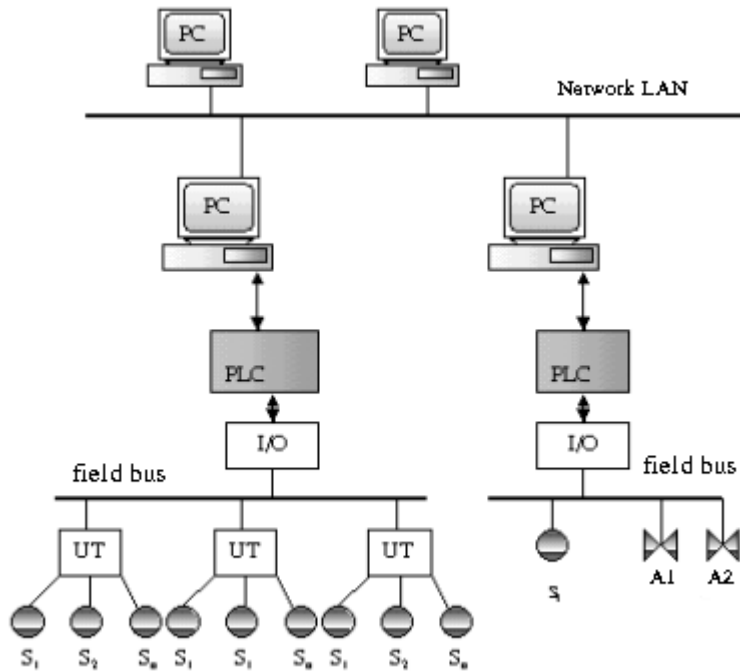 PC PC
Network LAN
PC PC
PLC PLC
I/O I/O
field bus field bus
UT UT UT
A1 A2
S₁ S₂ Sₙ S₁ S₁ Sₙ S₁ S₂ Sₙ